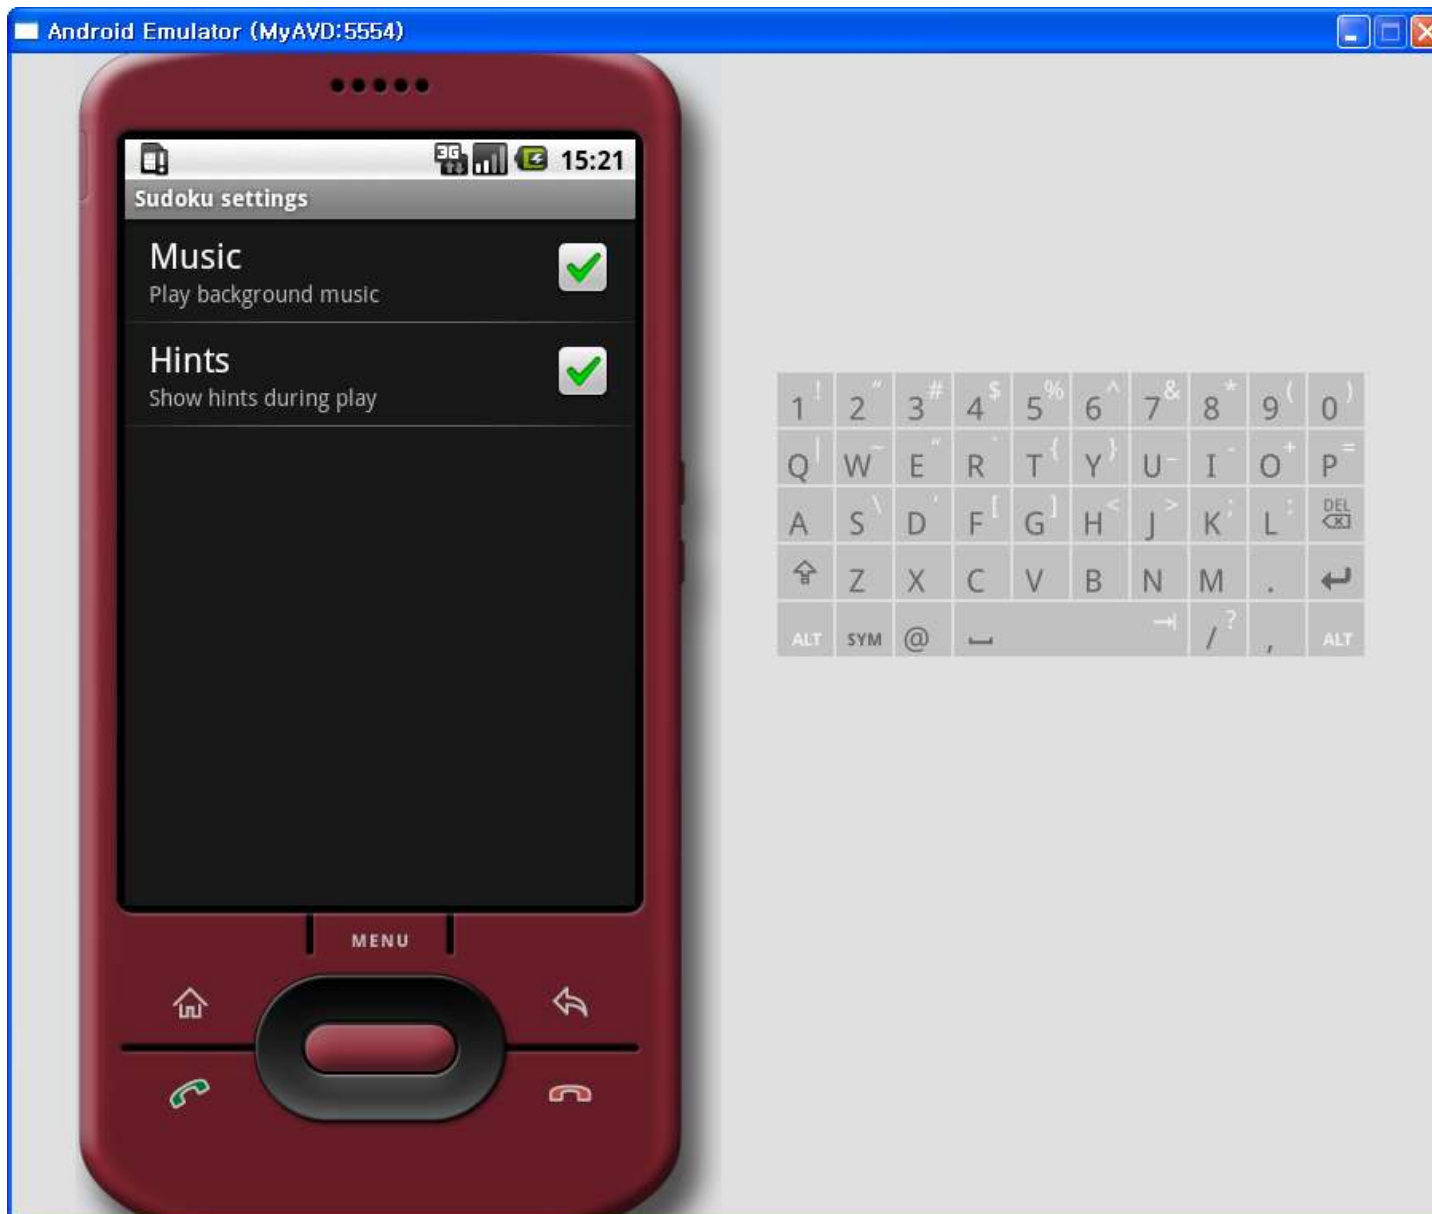 Android Emulator (MyAVD:5554)
3G 15:21
Sudoku settings
Music
Play background music
Hints
Show hints during play
MENU
1 ! 2 " 3 # 4 $ 5 % 6 ^ 7 & 8 * 9 ( 0 )
Q | W ~ E " R ` T { Y } U _ I - O + P =
A S \ D ' F [ G ] H < J > K ; L : DEL
Z X C V B N M .
ALT SYM @ / ? , ALT